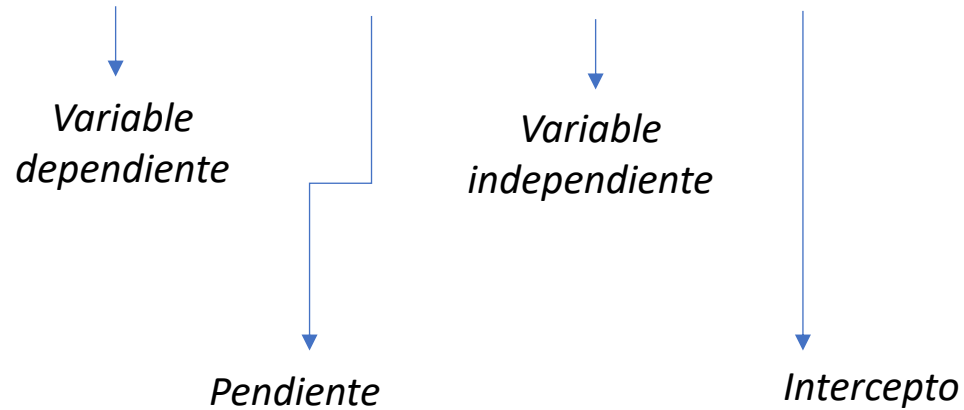 Variable
dependiente
Variable
independiente
Pendiente
Intercepto